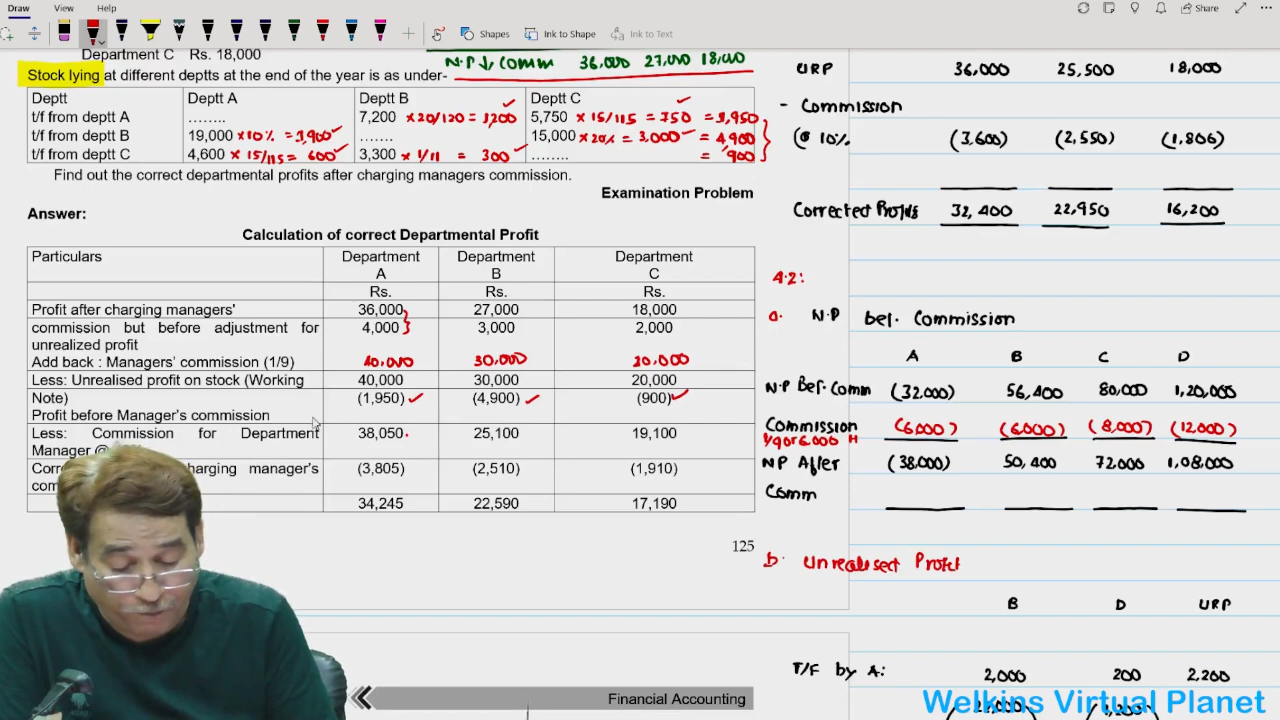 Draw View Help
Shapes Ink to Shape Ink to Text Share
Department C Rs. 18,000
N.P ↓ Comm 36,000 27,000 18,000
Stock lying at different deptts at the end of the year is as under-
Deptt Deptt A Deptt B Deptt C
t/f from deptt A ........ 7,200 ×20/120 = 1,200 5,750 × 15/115 = 750 = 1,950
t/f from deptt B 19,000 ×10% = 1,900 ....... 15,000 ×20% = 3,000 = 4,900
t/f from deptt C 4,600 × 15/115 = 600 3,300 × 1/11 = 300 ........ = 900
Find out the correct departmental profits after charging managers commission.
Examination Problem
Answer:
Calculation of correct Departmental Profit
Particulars Department A Department B Department C
Rs. Rs. Rs.
Profit after charging managers' 36,000 27,000 18,000
commission but before adjustment for 4,000 3,000 2,000
unrealized profit
Add back : Managers' commission (1/9) 40,000 30,000 20,000
Less: Unrealised profit on stock (Working 40,000 30,000 20,000
Note) (1,950) (4,900) (900)
Profit before Manager's commission
Less: Commission for Department 38,050 25,100 19,100
Manager @
charging manager's (3,805) (2,510) (1,910)
34,245 22,590 17,190
125
Financial Accounting
URP 36,000 25,500 18,000
- Commission
(@ 10% (3,600) (2,550) (1,800)
Corrected Profits 32,400 22,950 16,200
4.2:
a. N.P bef. Commission
A B C D
N.P Bef. Comm (32,000) 56,400 80,000 1,20,000
Commission (6,000) (6,000) (8,000) (12,000)
1/9 or 6,000 H
NP After (38,000) 50,400 72,000 1,08,000
Comm
b. Unrealised Profit
B D URP
T/F by A: 2,000 200 2,200
Welkins Virtual Planet